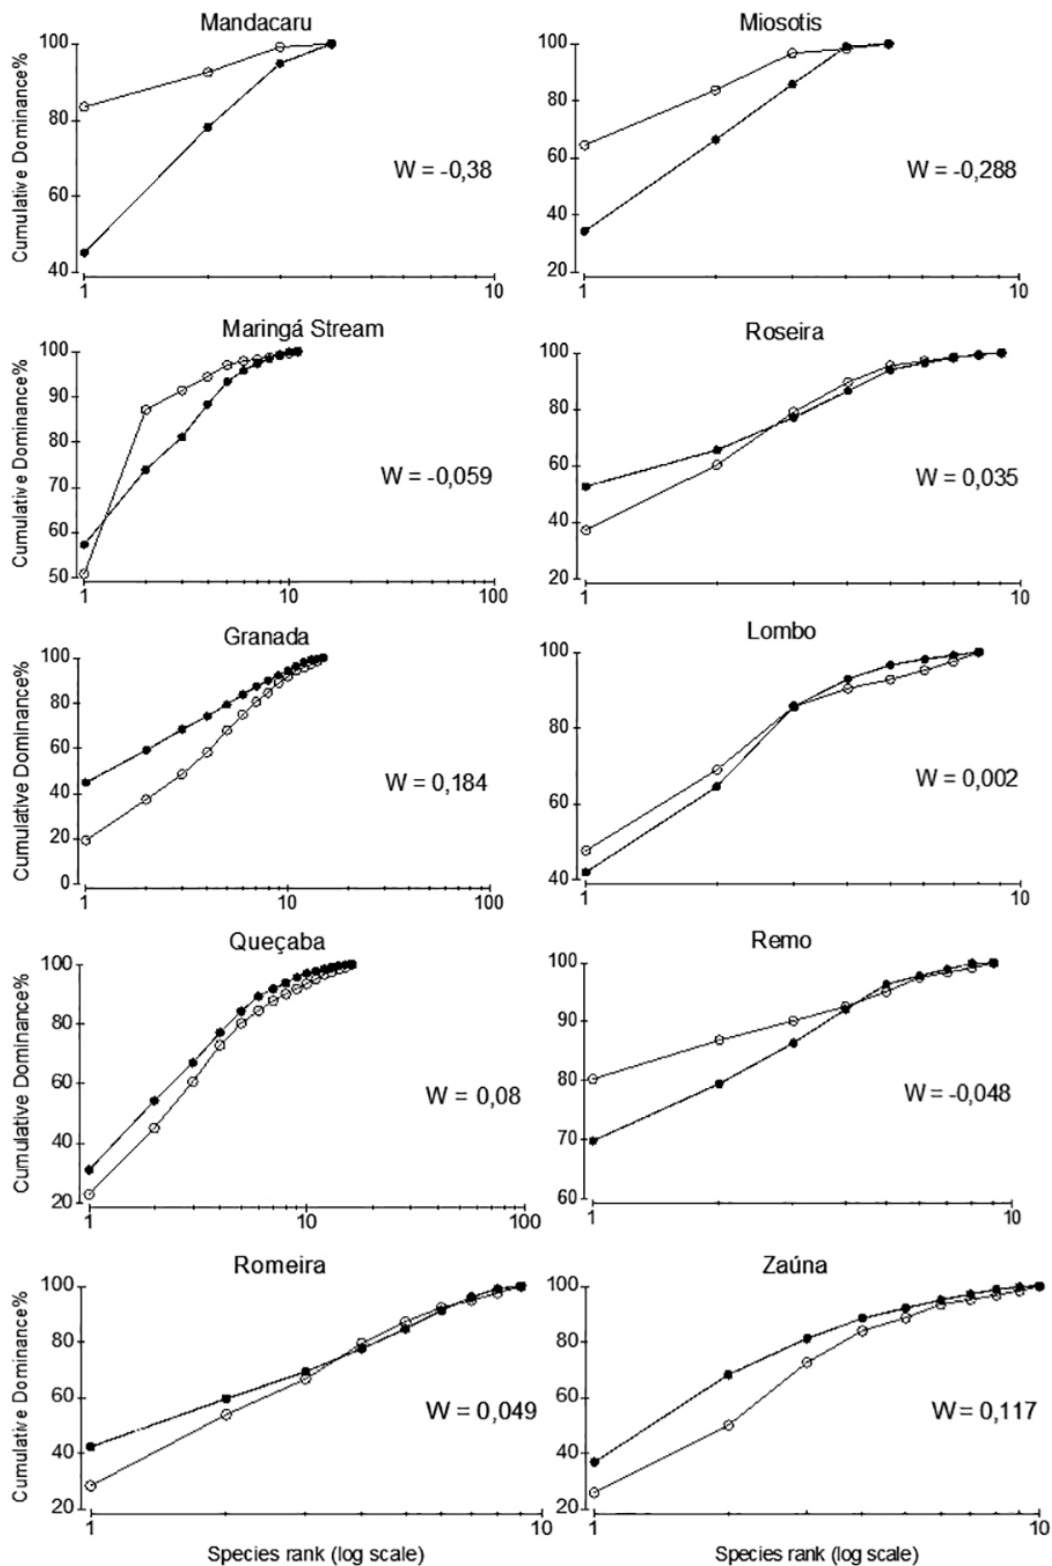 Mandacaru
Cumulative Dominance%
100
80
60
40
1
10
W = -0,38
Miosotis
100
80
60
40
20
1
10
W = -0,288
Maringá Stream
Cumulative Dominance%
100
90
80
70
60
50
1
10
100
W = -0,059
Roseira
100
80
60
40
20
1
10
W = 0,035
Granada
Cumulative Dominance%
100
80
60
40
20
0
1
10
100
W = 0,184
Lombo
100
80
60
40
1
10
W = 0,002
Queçaba
Cumulative Dominance%
100
80
60
40
20
1
10
100
W = 0,08
Remo
100
90
80
70
60
1
10
W = -0,048
Romeira
Cumulative Dominance%
100
80
60
40
20
1
10
W = 0,049
Species rank (log scale)
Zaúna
100
80
60
40
20
1
10
W = 0,117
Species rank (log scale)